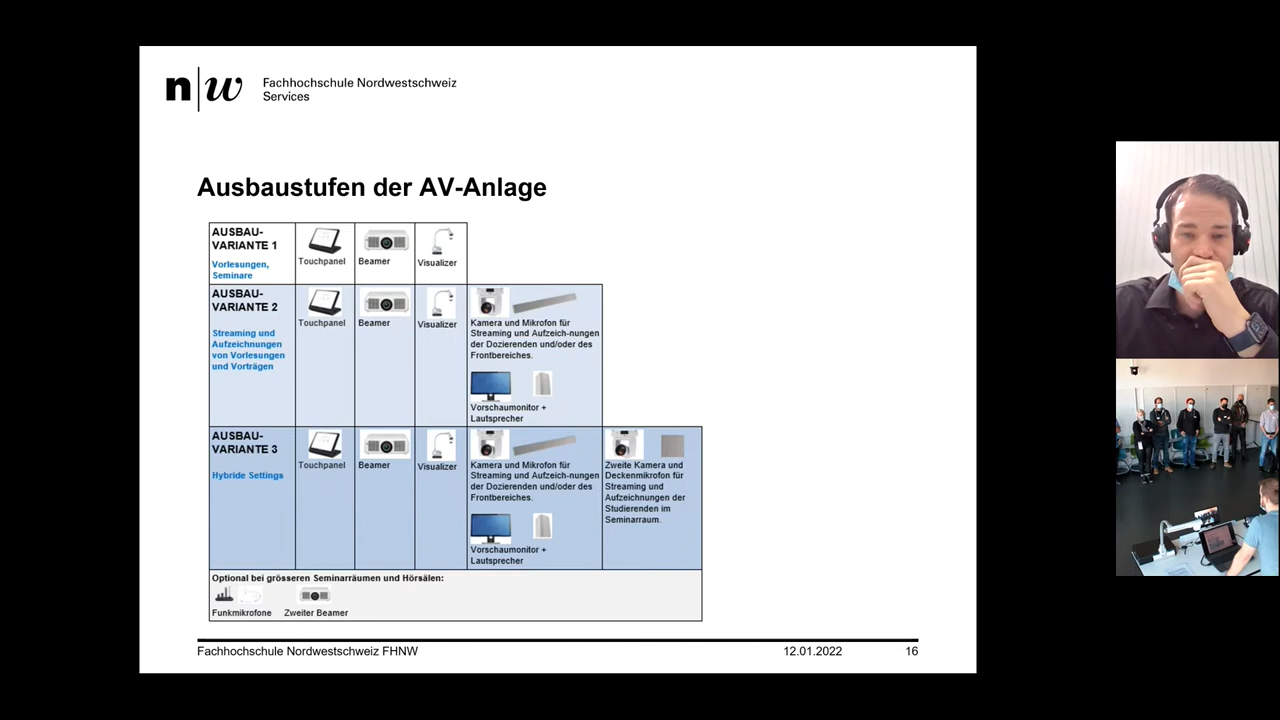 n|w
Fachhochschule Nordwestschweiz
Services
Ausbaustufen der AV-Anlage
AUSBAU-
VARIANTE 1
Vorlesungen,
Seminare
Touchpanel
Beamer
Visualizer
AUSBAU-
VARIANTE 2
Streaming und
Aufzeichnungen
von Vorlesungen
und Vorträgen
Touchpanel
Beamer
Visualizer
Kamera und Mikrofon für
Streaming und Aufzeich-nungen
der Dozierenden und/oder des
Frontbereiches.
Vorschaumonitor +
Lautsprecher
AUSBAU-
VARIANTE 3
Hybride Settings
Touchpanel
Beamer
Visualizer
Kamera und Mikrofon für
Streaming und Aufzeich-nungen
der Dozierenden und/oder des
Frontbereiches.
Vorschaumonitor +
Lautsprecher
Zweite Kamera und
Deckenmikrofon für
Streaming und
Aufzeichnungen der
Studierenden im
Seminarraum.
Optional bei grösseren Seminarräumen und Hörsälen:
Funkmikrofone
Zweiter Beamer
Fachhochschule Nordwestschweiz FHNW
12.01.2022
16